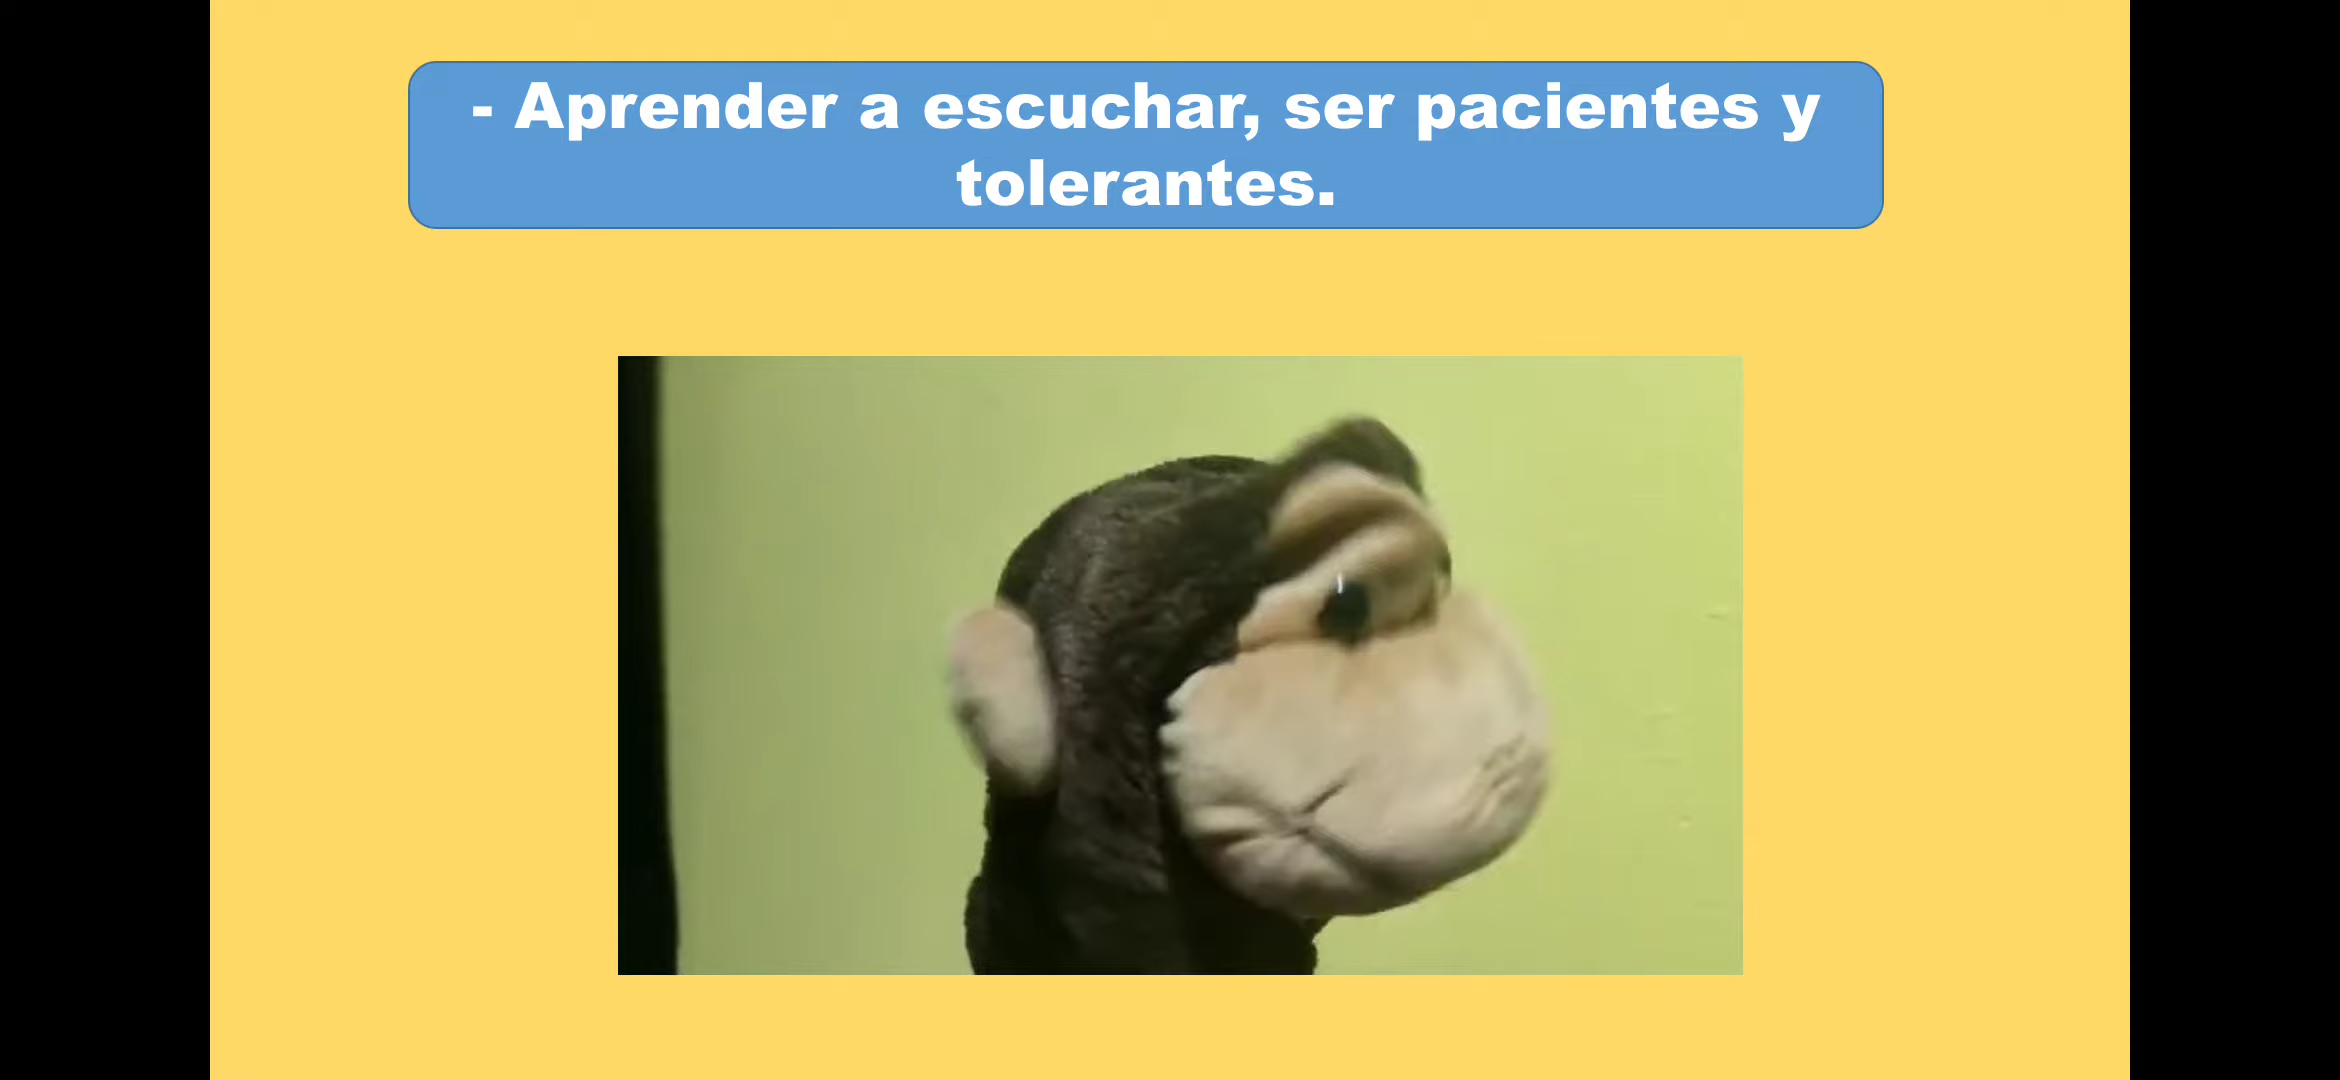 - Aprender a escuchar, ser pacientes y
tolerantes.